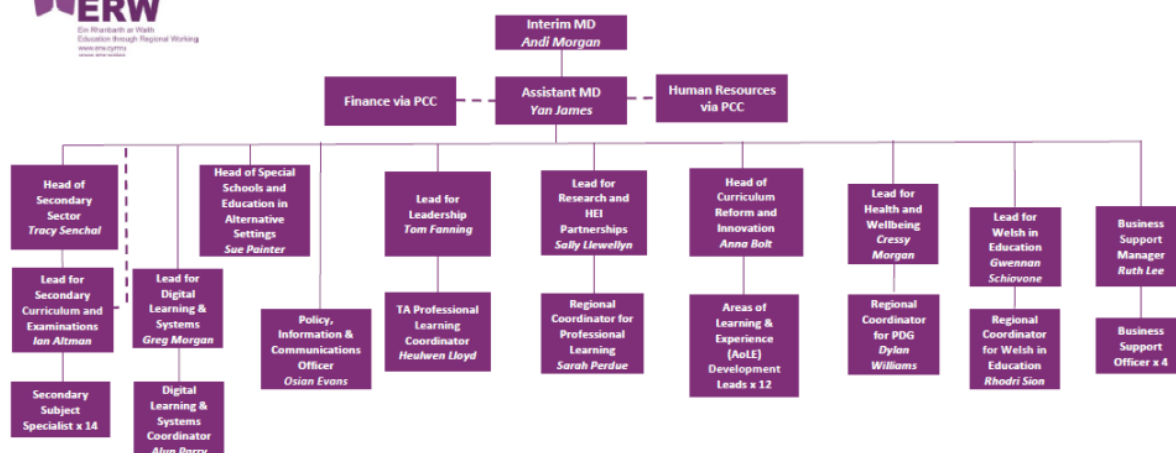 ERW
Ein Rhanbarth ar Waith
Education through Regional Working
www.erw.cymru
Interim MD
Andi Morgan
Finance via PCC
Assistant MD
Yan James
Human Resources
via PCC
Head of
Secondary
Sector
Tracy Senchal
Lead for
Secondary
Curriculum and
Examinations
Ian Altman
Secondary
Subject
Specialist x 14
Lead for
Digital
Learning &
Systems
Greg Morgan
Digital
Learning &
Systems
Coordinator
Alun Parry
Head of Special
Schools and
Education in
Alternative
Settings
Sue Painter
Policy,
Information &
Communications
Officer
Osian Evans
Lead for
Leadership
Tom Fanning
TA Professional
Learning
Coordinator
Heulwen Lloyd
Lead for
Research and
HEI
Partnerships
Sally Llewellyn
Regional
Coordinator for
Professional
Learning
Sarah Perdue
Head of
Curriculum
Reform and
Innovation
Anna Bolt
Areas of
Learning &
Experience
(AoLE)
Development
Leads x 12
Lead for
Health and
Wellbeing
Cressy
Morgan
Regional
Coordinator
for PDG
Dylan
Williams
Lead for
Welsh in
Education
Gwennan
Schiavone
Regional
Coordinator
for Welsh in
Education
Rhodri Sion
Business
Support
Manager
Ruth Lee
Business
Support
Officer x 4